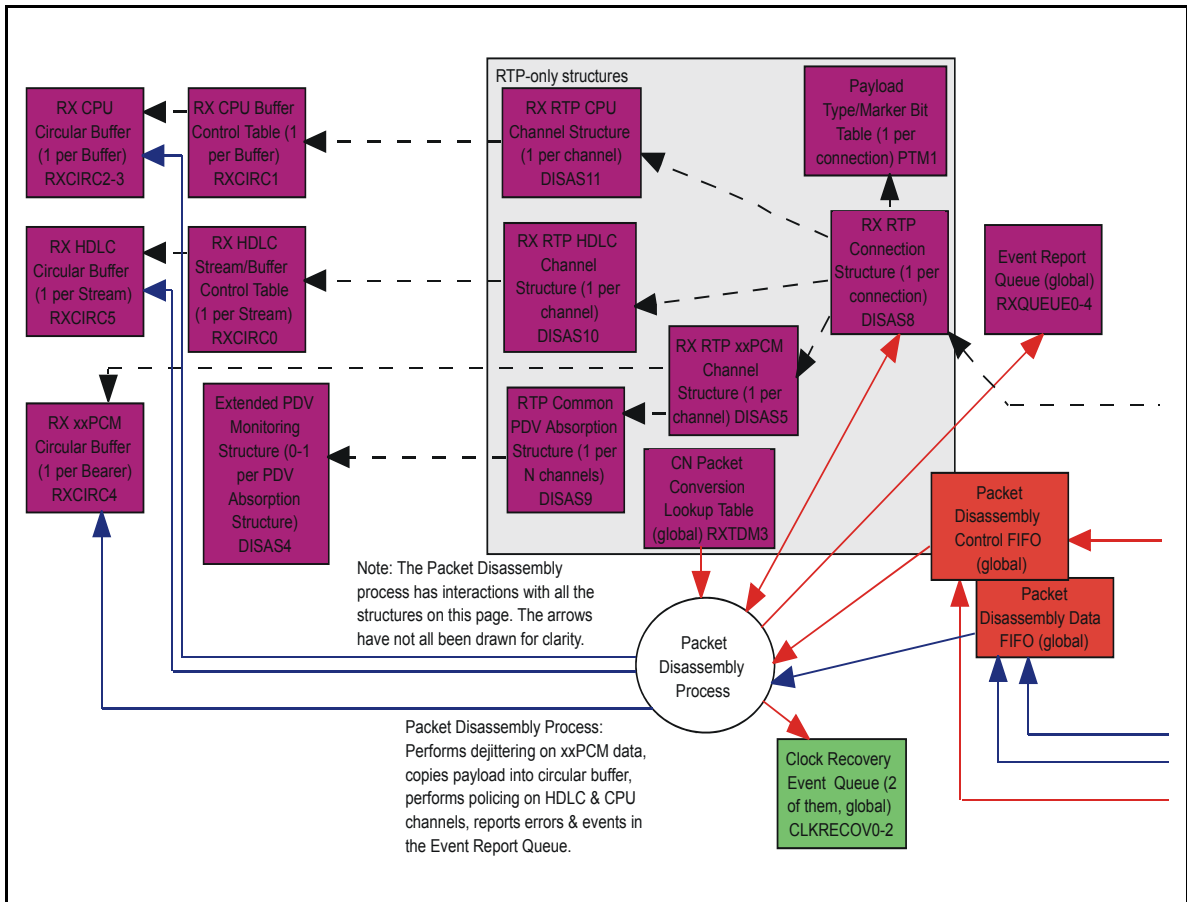 RTP-only structures
RX CPU
Circular Buffer
(1 per Buffer)
RXCIRC2-3
RX CPU Buffer
Control Table (1
per Buffer)
RXCIRC1
RX RTP CPU
Channel Structure
(1 per channel)
DISAS11
Payload
Type/Marker Bit
Table (1 per
connection) PTM1
RX HDLC
Circular Buffer
(1 per Stream)
RXCIRC5
RX HDLC
Stream/Buffer
Control Table
(1 per Stream)
RXCIRC0
RX RTP HDLC
Channel
Structure (1 per
channel)
DISAS10
RX RTP
Connection
Structure (1 per
connection)
DISAS8
Event Report
Queue (global)
RXQUEUE0-4
RX RTP xxPCM
Channel
Structure (1 per
channel) DISAS5
RX xxPCM
Circular Buffer
(1 per Bearer)
RXCIRC4
Extended PDV
Monitoring
Structure (0-1
per PDV
Absorption
Structure)
DISAS4
RTP Common
PDV Absorption
Structure (1 per
N channels)
DISAS9
CN Packet
Conversion
Lookup Table
(global) RXTDM3
Packet
Disassembly
Control FIFO
(global)
Packet
Disassembly Data
FIFO (global)
Note: The Packet Disassembly
process has interactions with all the
structures on this page. The arrows
have not all been drawn for clarity.
Packet
Disassembly
Process
Packet Disassembly Process:
Performs dejittering on xxPCM data,
copies payload into circular buffer,
performs policing on HDLC & CPU
channels, reports errors & events in
the Event Report Queue.
Clock Recovery
Event Queue (2
of them, global)
CLKRECOV0-2